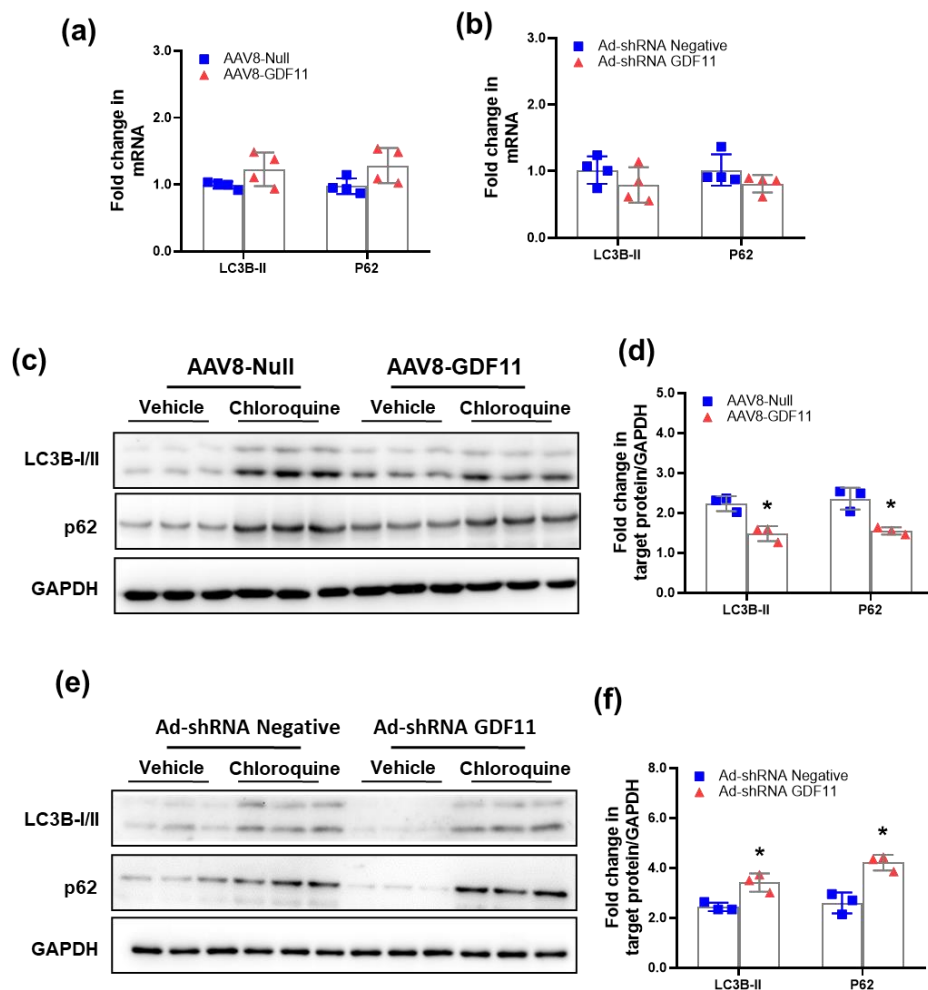 (a)
Fold change in
mRNA
3.0
2.0
1.0
0.0
AAV8-Null
AAV8-GDF11
LC3B-II P62
(b)
Fold change in
mRNA
3.0
2.0
1.0
0.0
Ad-shRNA Negative
Ad-shRNA GDF11
LC3B-II P62
(c)
AAV8-Null AAV8-GDF11
Vehicle Chloroquine Vehicle Chloroquine
LC3B-I/II
p62
GAPDH
(d)
Fold change in
target protein/GAPDH
5.0
4.0
3.0
2.0
1.0
0.0
AAV8-Null
AAV8-GDF11
* *
LC3B-II P62
(e)
Ad-shRNA Negative Ad-shRNA GDF11
Vehicle Chloroquine Vehicle Chloroquine
LC3B-I/II
p62
GAPDH
(f)
Fold change in
target protein/GAPDH
8.0
6.0
4.0
2.0
0.0
Ad-shRNA Negative
Ad-shRNA GDF11
* *
LC3B-II P62